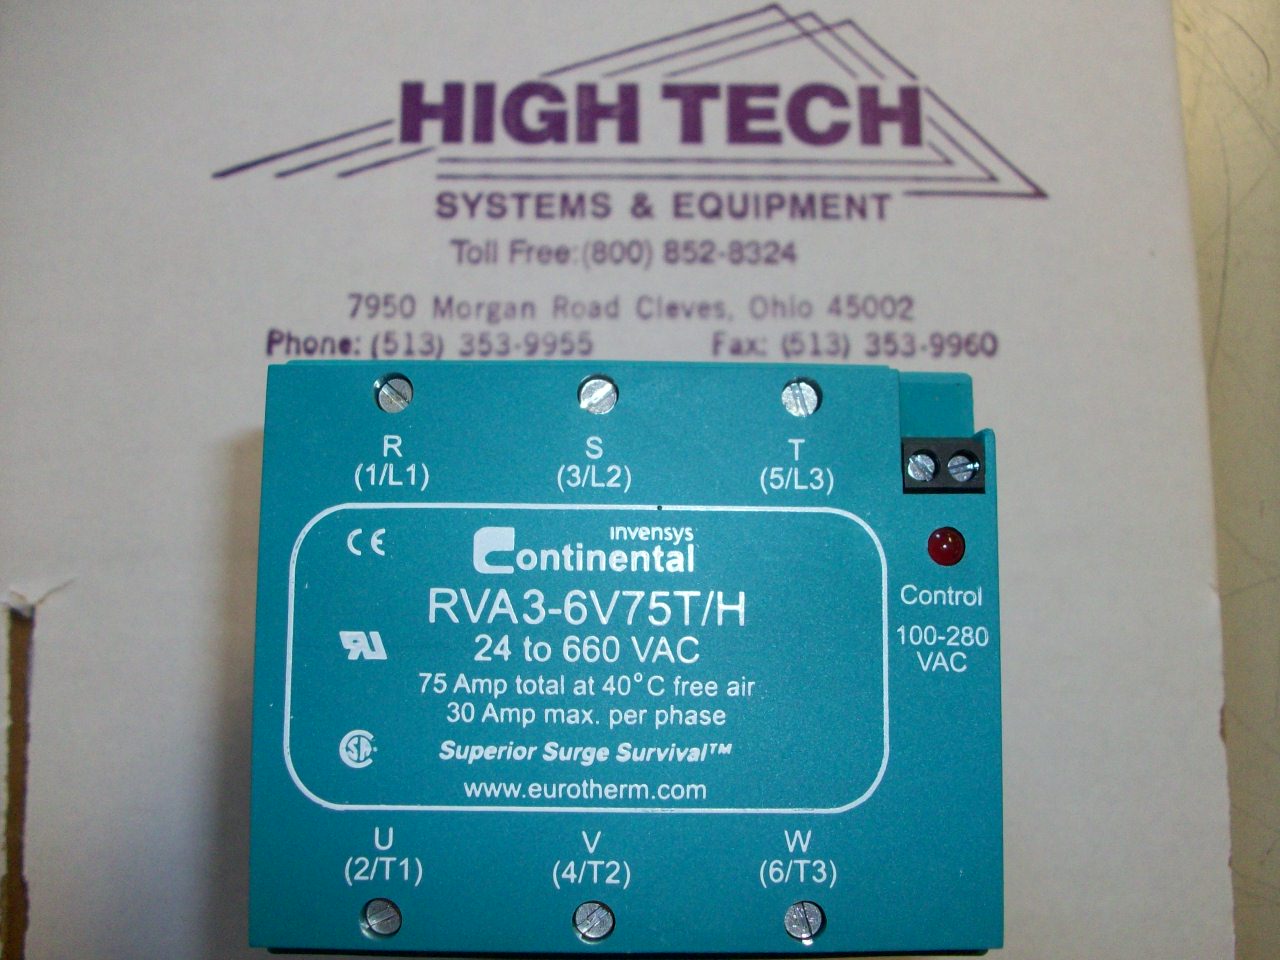 HIGH TECH
SYSTEMS & EQUIPMENT
Toll Free:(800) 852-8324
7950 Morgan Road Cleves, Ohio 45002
Phone: (513) 353-9955 Fax: (513) 353-9960
R S T
(1/L1) (3/L2) (5/L3)
CE
invensys
Continental
RVA3-6V75T/H
24 to 660 VAC
75 Amp total at 40°C free air
30 Amp max. per phase
Superior Surge Survival™
www.eurotherm.com
Control
100-280
VAC
U V W
(2/T1) (4/T2) (6/T3)